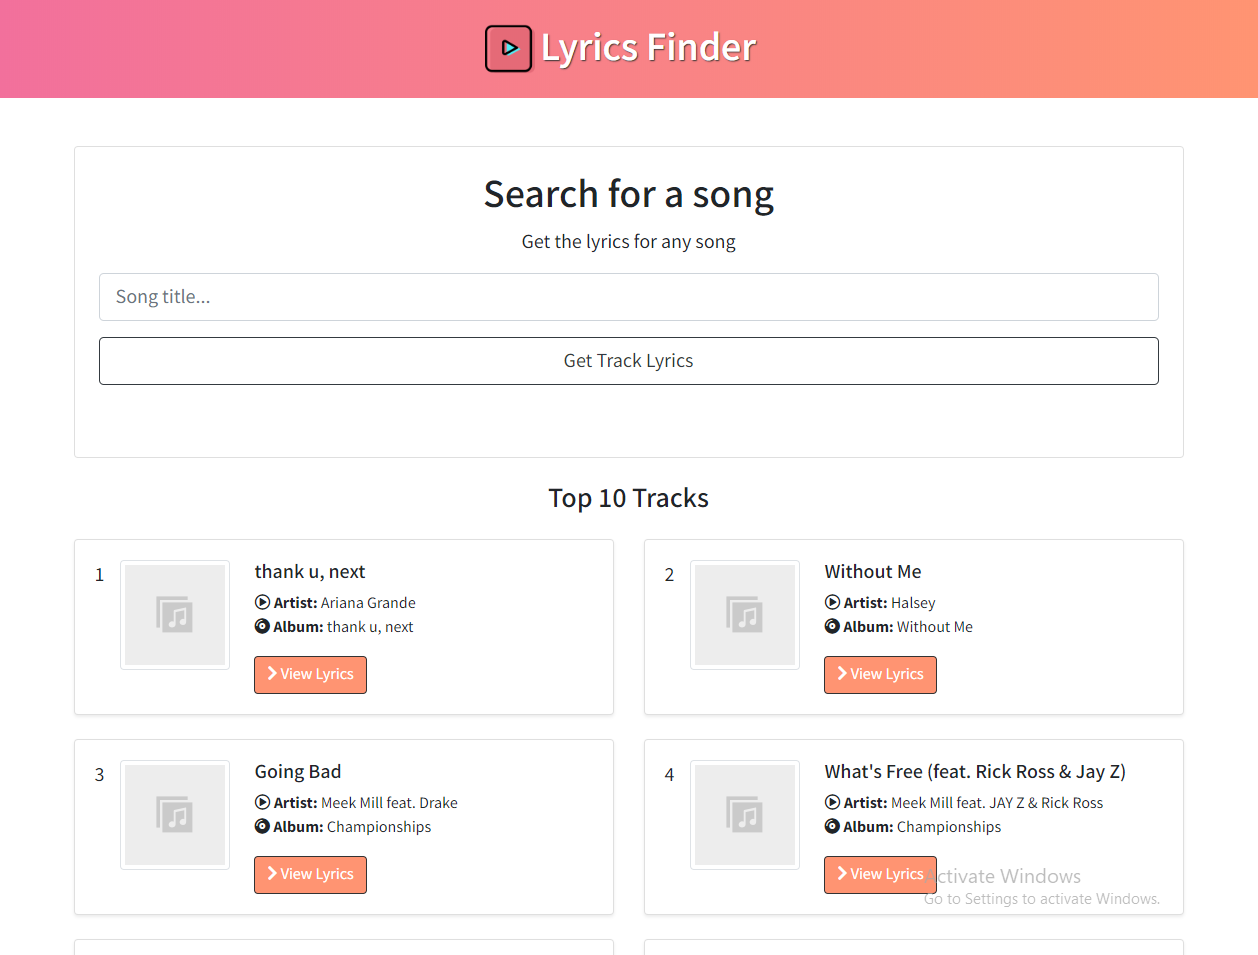 Lyrics Finder
Search for a song
Get the lyrics for any song
Song title...
Get Track Lyrics
Top 10 Tracks
1
thank u, next
Artist: Ariana Grande
Album: thank u, next
View Lyrics
2
Without Me
Artist: Halsey
Album: Without Me
View Lyrics
3
Going Bad
Artist: Meek Mill feat. Drake
Album: Championships
View Lyrics
4
What's Free (feat. Rick Ross & Jay Z)
Artist: Meek Mill feat. JAY Z & Rick Ross
Album: Championships
View Lyrics
Activate Windows
Go to Settings to activate Windows.